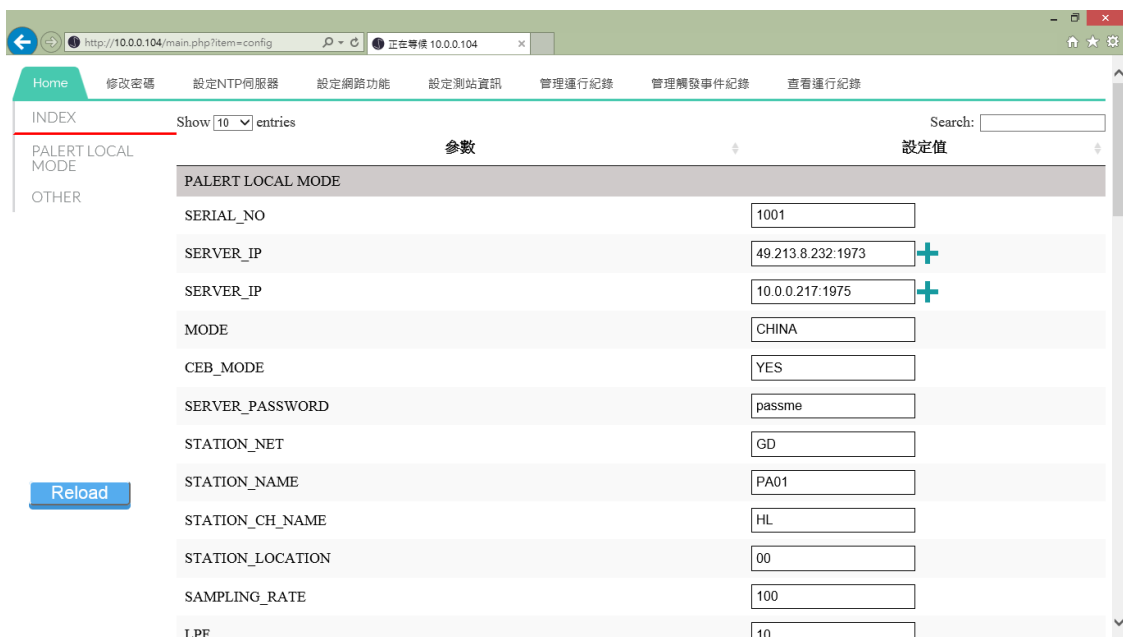 http://10.0.0.104/main.php?item=config 正在等候 10.0.0.104
Home 修改密碼 設定NTP伺服器 設定網路功能 設定測站資訊 管理運行紀錄 管理觸發事件紀錄 查看運行紀錄
INDEX
PALERT LOCAL
MODE
OTHER
Reload
Show 10 entries Search:
參數 設定值
PALERT LOCAL MODE
SERIAL_NO 1001
SERVER_IP 49.213.8.232:1973
SERVER_IP 10.0.0.217:1975
MODE CHINA
CEB_MODE YES
SERVER_PASSWORD passme
STATION_NET GD
STATION_NAME PA01
STATION_CH_NAME HL
STATION_LOCATION 00
SAMPLING_RATE 100
LPF 10